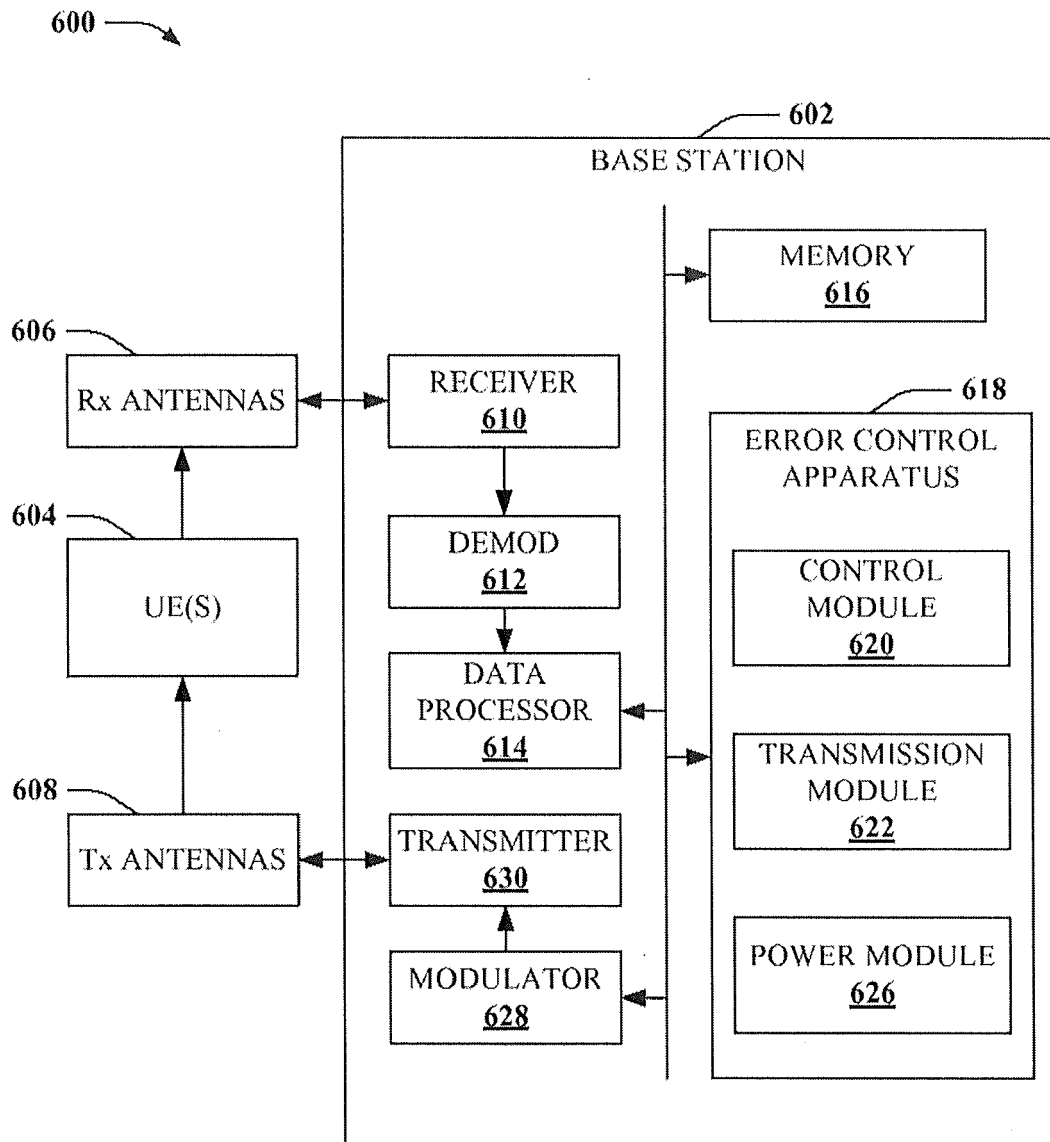 600
602
BASE STATION
MEMORY
616
606
Rx ANTENNAS
RECEIVER
610
618
ERROR CONTROL
APPARATUS
604
UE(S)
DEMOD
612
CONTROL
MODULE
620
DATA
PROCESSOR
614
TRANSMISSION
MODULE
622
608
Tx ANTENNAS
TRANSMITTER
630
POWER MODULE
626
MODULATOR
628